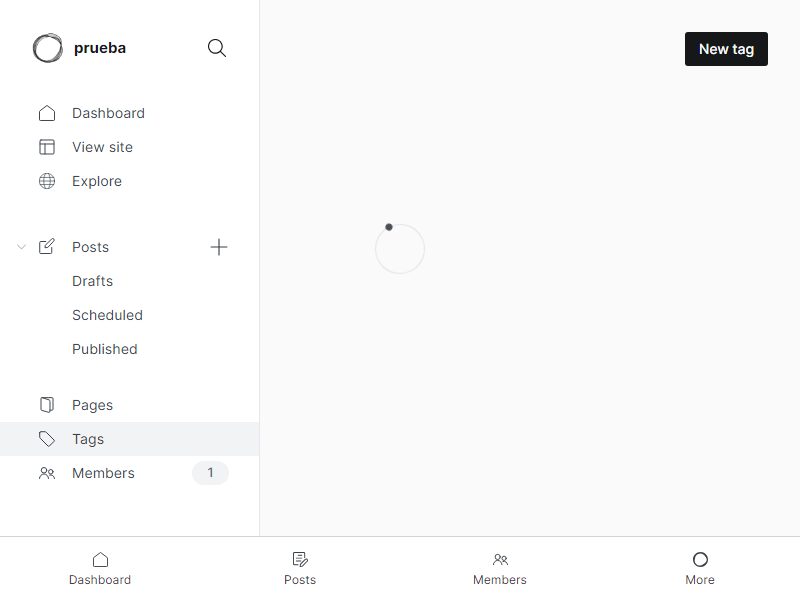 prueba
New tag
Dashboard
View site
Explore
Posts
Drafts
Scheduled
Published
Pages
Tags
Members 1
Dashboard Posts Members More